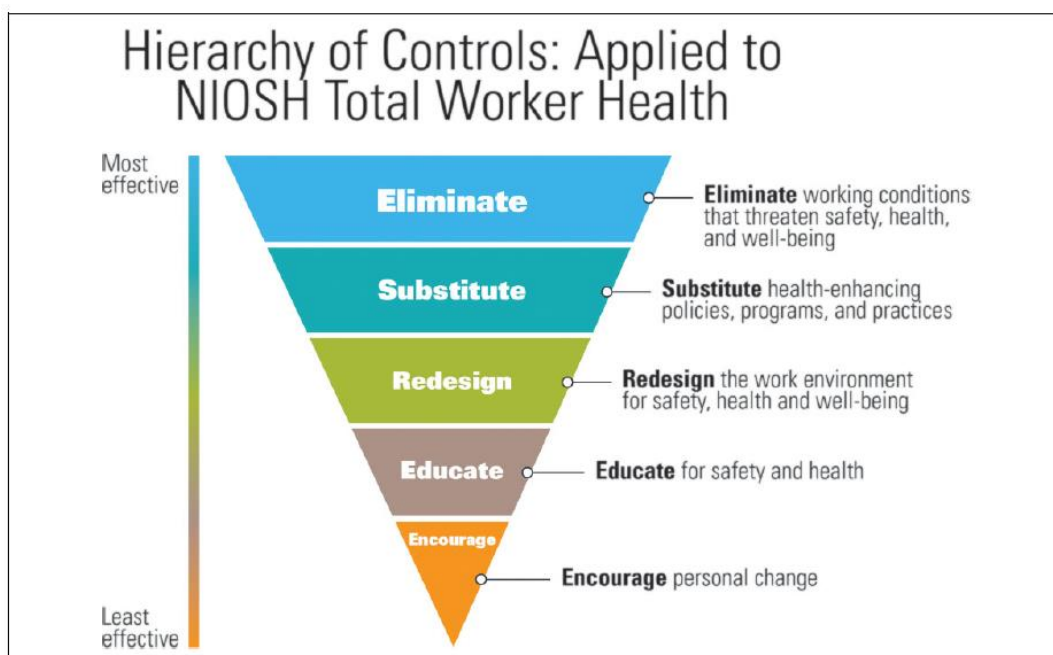 Hierarchy of Controls: Applied to
NIOSH Total Worker Health
Most
effective
Eliminate
Eliminate working conditions
that threaten safety, health,
and well-being
Substitute
Substitute health-enhancing
policies, programs, and practices
Redesign
Redesign the work environment
for safety, health and well-being
Educate
Educate for safety and health
Encourage
Encourage personal change
Least
effective